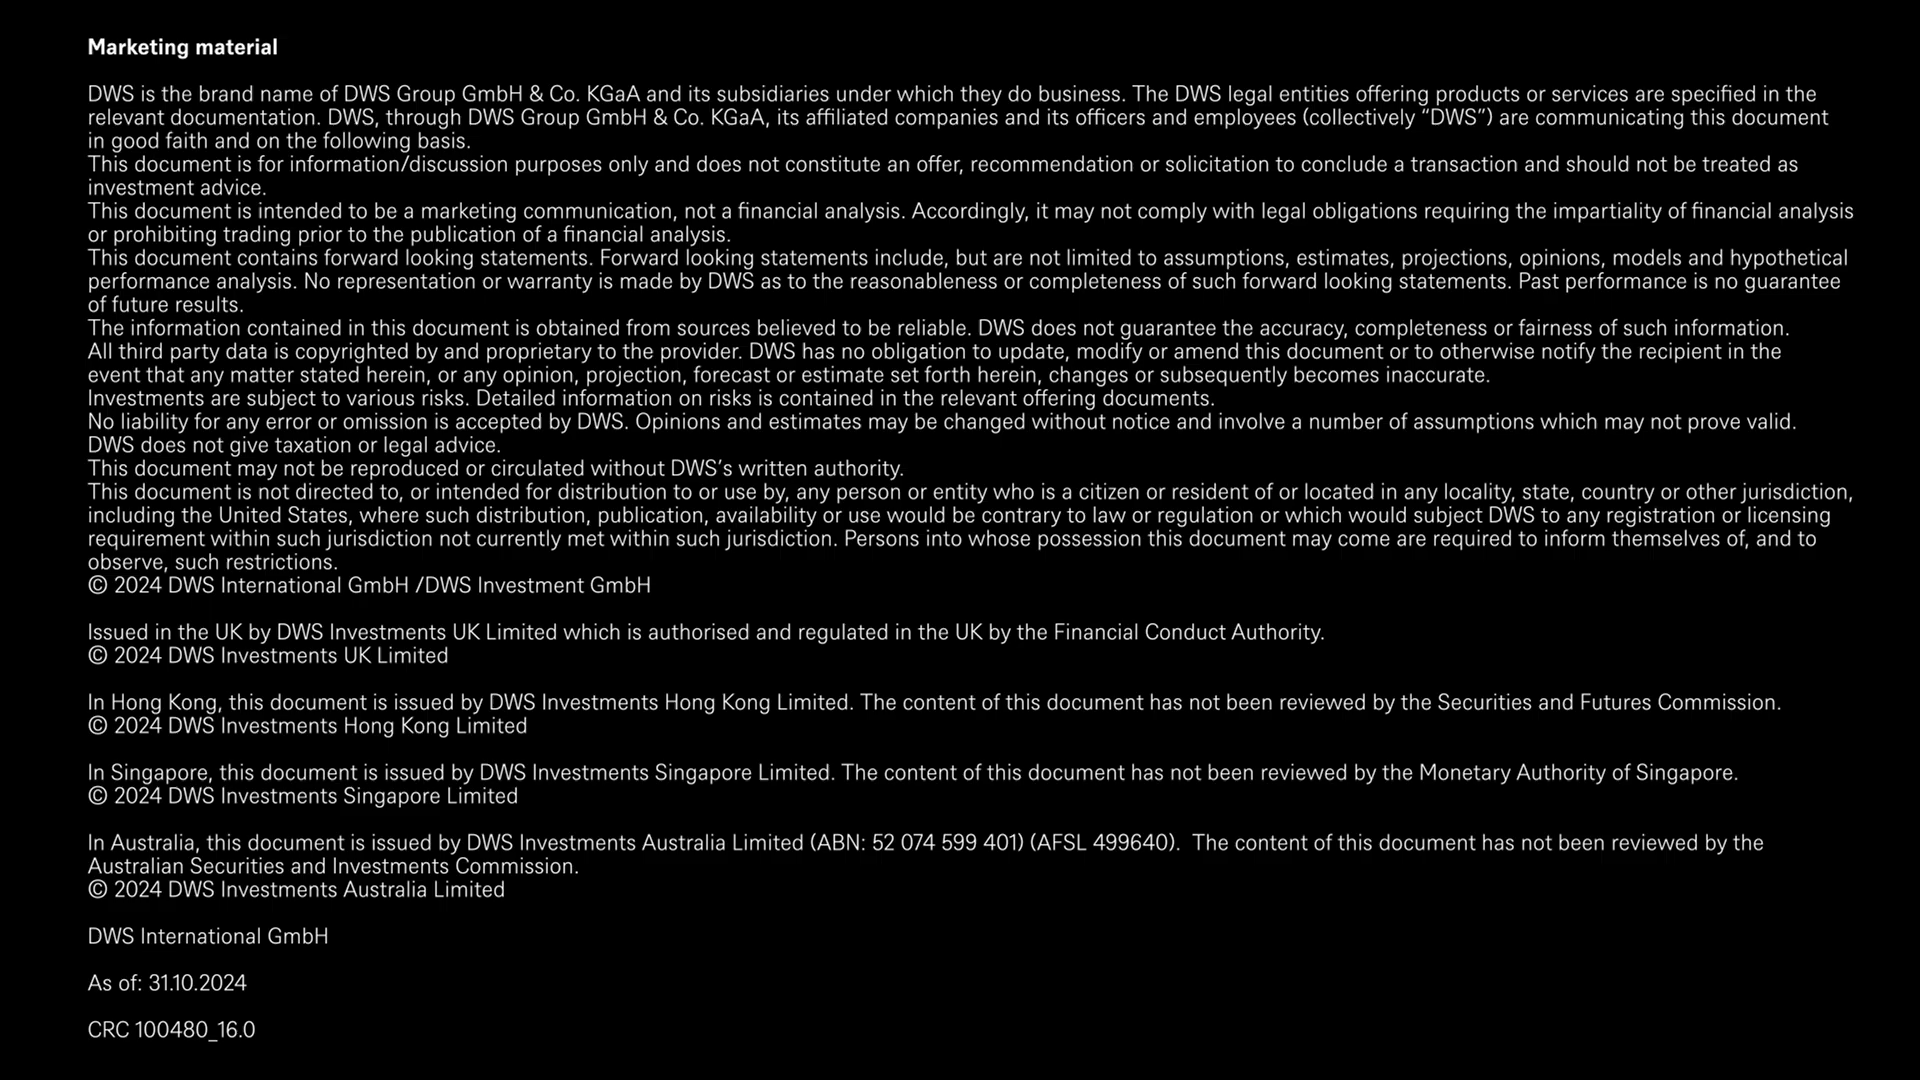 Marketing material
DWS is the brand name of DWS Group GmbH & Co. KGaA and its subsidiaries under which they do business. The DWS legal entities offering products or services are specified in the
relevant documentation. DWS, through DWS Group GmbH & Co. KGaA, its affiliated companies and its officers and employees (collectively “DWS”) are communicating this document
in good faith and on the following basis.
This document is for information/discussion purposes only and does not constitute an offer, recommendation or solicitation to conclude a transaction and should not be treated as
investment advice.
This document is intended to be a marketing communication, not a financial analysis. Accordingly, it may not comply with legal obligations requiring the impartiality of financial analysis
or prohibiting trading prior to the publication of a financial analysis.
This document contains forward looking statements. Forward looking statements include, but are not limited to assumptions, estimates, projections, opinions, models and hypothetical
performance analysis. No representation or warranty is made by DWS as to the reasonableness or completeness of such forward looking statements. Past performance is no guarantee
of future results.
The information contained in this document is obtained from sources believed to be reliable. DWS does not guarantee the accuracy, completeness or fairness of such information.
All third party data is copyrighted by and proprietary to the provider. DWS has no obligation to update, modify or amend this document or to otherwise notify the recipient in the
event that any matter stated herein, or any opinion, projection, forecast or estimate set forth herein, changes or subsequently becomes inaccurate.
Investments are subject to various risks. Detailed information on risks is contained in the relevant offering documents.
No liability for any error or omission is accepted by DWS. Opinions and estimates may be changed without notice and involve a number of assumptions which may not prove valid.
DWS does not give taxation or legal advice.
This document may not be reproduced or circulated without DWS’s written authority.
This document is not directed to, or intended for distribution to or use by, any person or entity who is a citizen or resident of or located in any locality, state, country or other jurisdiction,
including the United States, where such distribution, publication, availability or use would be contrary to law or regulation or which would subject DWS to any registration or licensing
requirement within such jurisdiction not currently met within such jurisdiction. Persons into whose possession this document may come are required to inform themselves of, and to
observe, such restrictions.
© 2024 DWS International GmbH /DWS Investment GmbH
Issued in the UK by DWS Investments UK Limited which is authorised and regulated in the UK by the Financial Conduct Authority.
© 2024 DWS Investments UK Limited
In Hong Kong, this document is issued by DWS Investments Hong Kong Limited. The content of this document has not been reviewed by the Securities and Futures Commission.
© 2024 DWS Investments Hong Kong Limited
In Singapore, this document is issued by DWS Investments Singapore Limited. The content of this document has not been reviewed by the Monetary Authority of Singapore.
© 2024 DWS Investments Singapore Limited
In Australia, this document is issued by DWS Investments Australia Limited (ABN: 52 074 599 401) (AFSL 499640).  The content of this document has not been reviewed by the
Australian Securities and Investments Commission.
© 2024 DWS Investments Australia Limited
DWS International GmbH
As of: 31.10.2024
CRC 100480_16.0